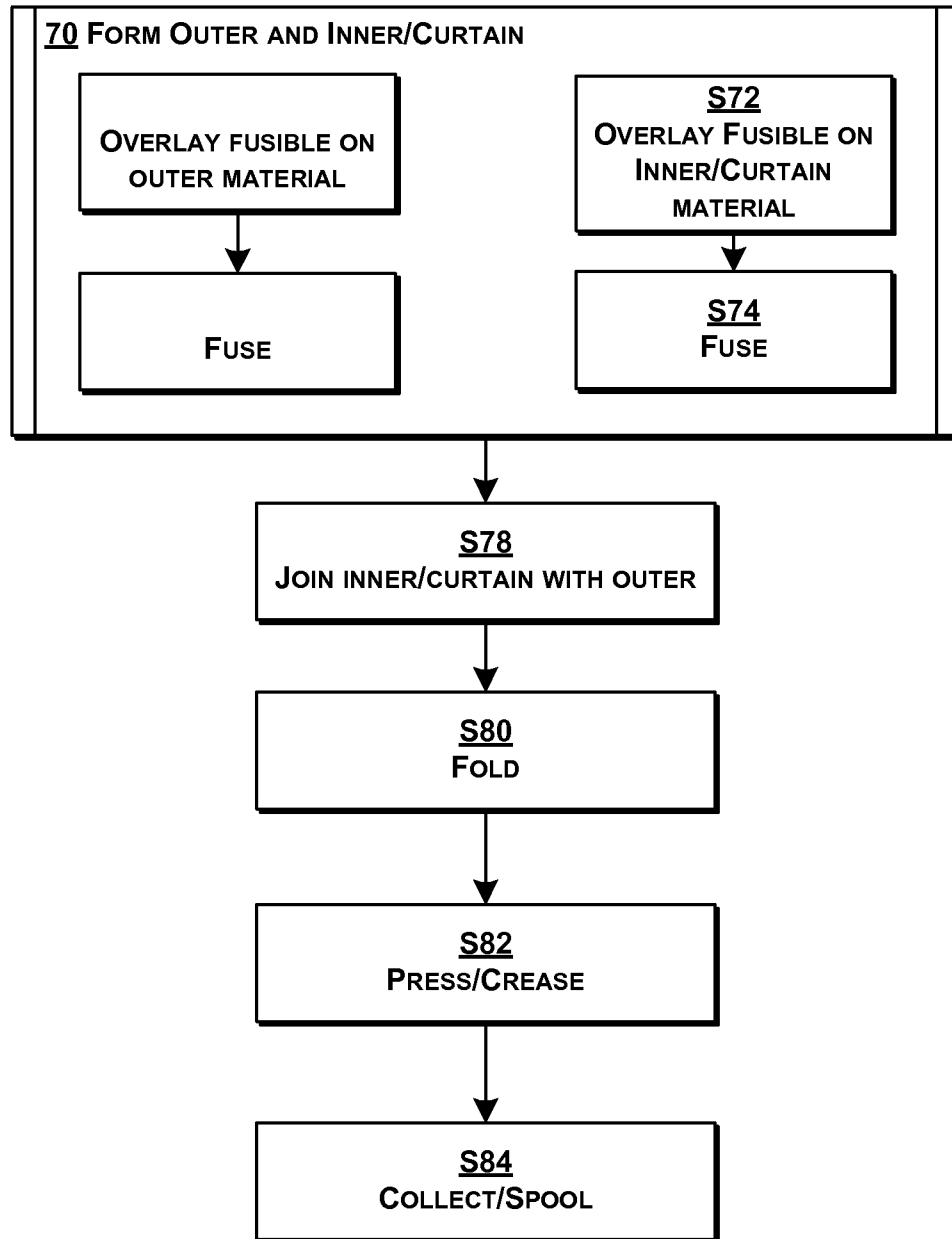 70 FORM OUTER AND INNER/CURTAIN
OVERLAY FUSIBLE ON
OUTER MATERIAL
FUSE
S72
OVERLAY FUSIBLE ON
INNER/CURTAIN
MATERIAL
S74
FUSE
S78
JOIN INNER/CURTAIN WITH OUTER
S80
FOLD
S82
PRESS/CREASE
S84
COLLECT/SPOOL